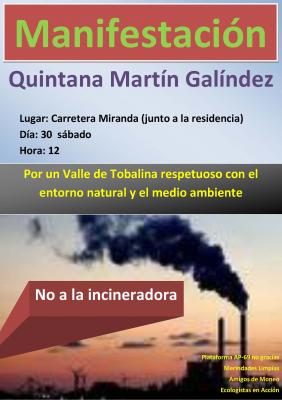 Manifestación
Quintana Martín Galíndez
Lugar: Carretera Miranda (junto a la residencia)
Día: 30 sábado
Hora: 12
Por un Valle de Tobalina respetuoso con el
entorno natural y el medio ambiente
No a la incineradora
Plataforma AP-69 no gracias
Merindades Limpias
Amigos de Moneo
Ecologistas en Acción